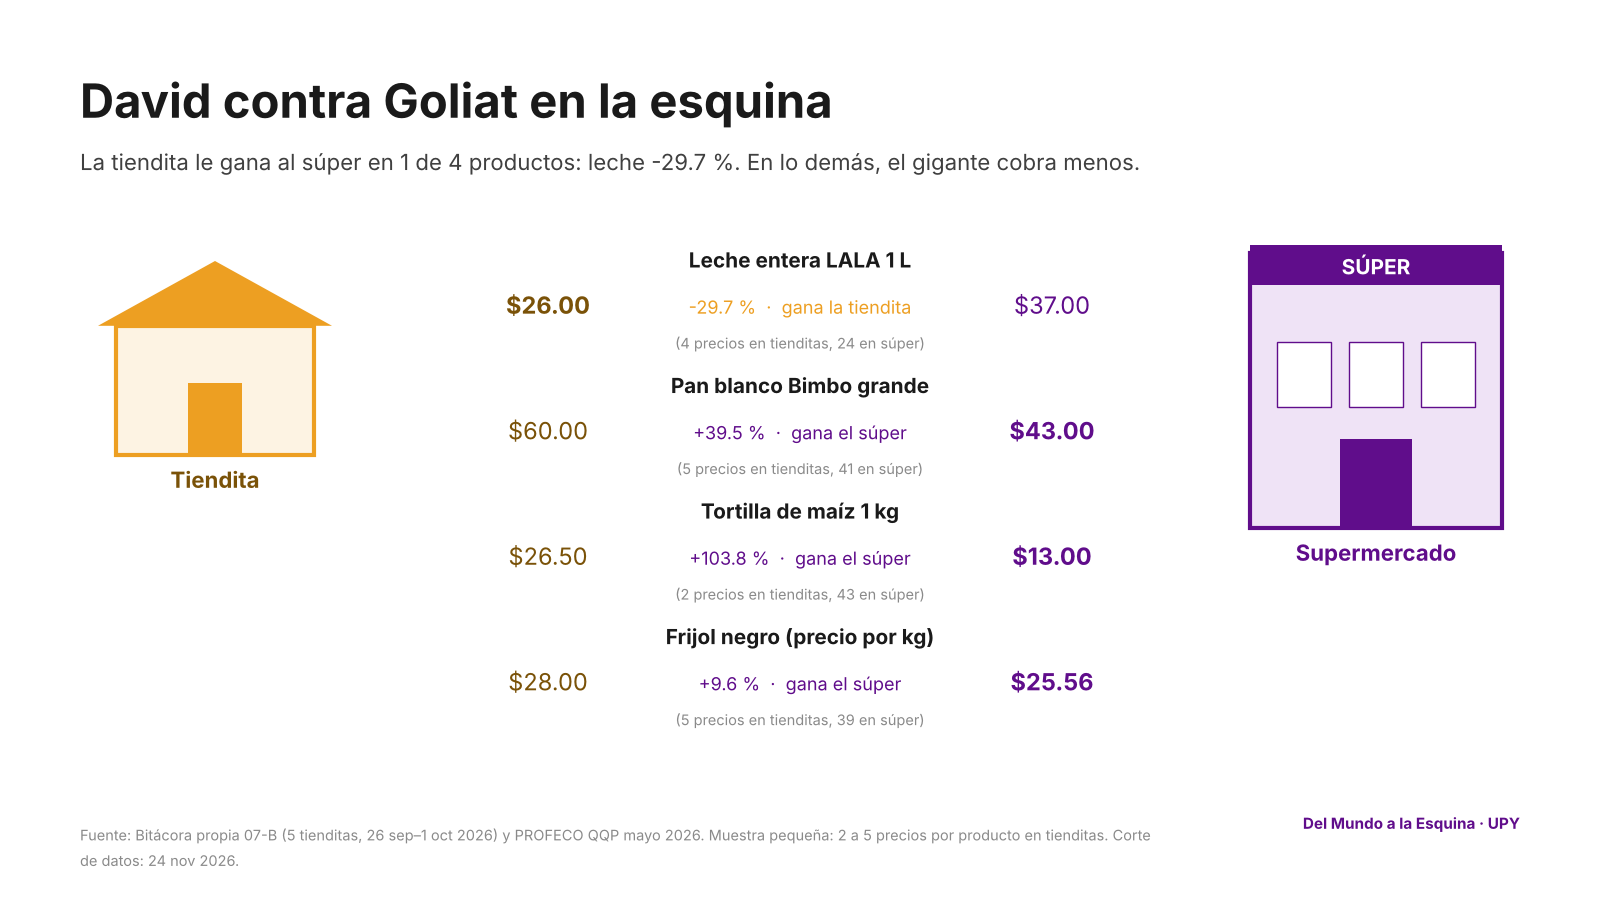 David contra Goliat en la esquina
La tiendita le gana al súper en 1 de 4 productos: leche -29.7 %. En lo demás, el gigante cobra menos.
Leche entera LALA 1 L
$26.00
-29.7 % · gana la tiendita
$37.00
(4 precios en tienditas, 24 en súper)
Pan blanco Bimbo grande
$60.00
+39.5 % · gana el súper
$43.00
(5 precios en tienditas, 41 en súper)
Tortilla de maíz 1 kg
$26.50
+103.8 % · gana el súper
$13.00
(2 precios en tienditas, 43 en súper)
Frijol negro (precio por kg)
$28.00
+9.6 % · gana el súper
$25.56
(5 precios en tienditas, 39 en súper)
Tiendita
SÚPER
Supermercado
Fuente: Bitácora propia 07-B (5 tienditas, 26 sep–1 oct 2026) y PROFECO QQP mayo 2026. Muestra pequeña: 2 a 5 precios por producto en tienditas. Corte
de datos: 24 nov 2026.
Del Mundo a la Esquina · UPY